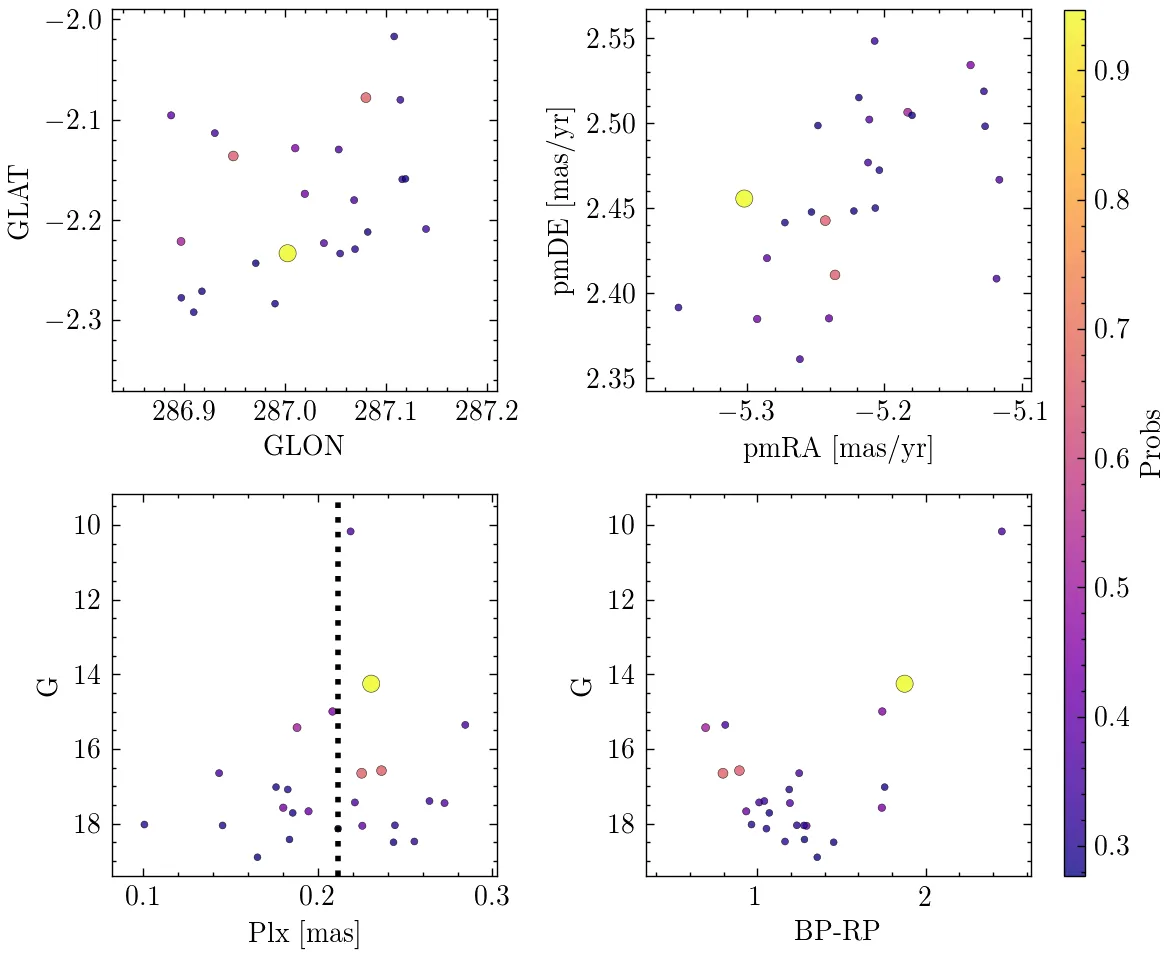 −2.0
−2.1
−2.2
−2.3
GLAT
286.9 287.0 287.1 287.2
GLON
2.55
2.50
2.45
2.40
2.35
pmDE [mas/yr]
−5.3 −5.2 −5.1
pmRA [mas/yr]
10
12
14
16
18
G
0.1 0.2 0.3
Plx [mas]
10
12
14
16
18
G
1 2
BP-RP
0.9
0.8
0.7
0.6
0.5
0.4
0.3
Probs